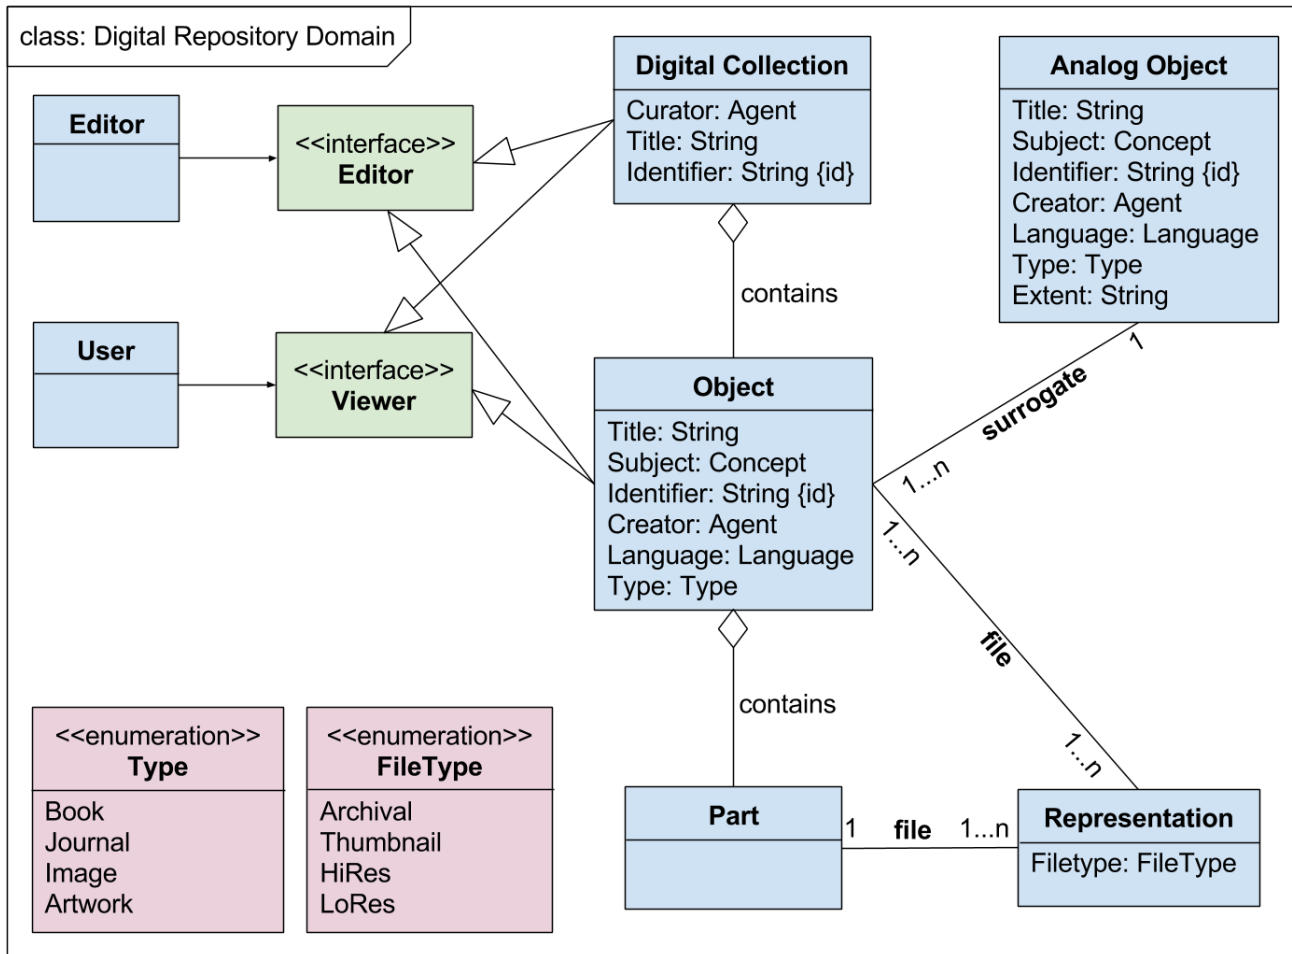 class: Digital Repository Domain
Editor
<<interface>>
Editor
Digital Collection
Curator: Agent
Title: String
Identifier: String {id}
Analog Object
Title: String
Subject: Concept
Identifier: String {id}
Creator: Agent
Language: Language
Type: Type
Extent: String
contains
User
<<interface>>
Viewer
Object
Title: String
Subject: Concept
Identifier: String {id}
Creator: Agent
Language: Language
Type: Type
1
surrogate
1...n
1...n
file
1...n
contains
<<enumeration>>
Type
Book
Journal
Image
Artwork
<<enumeration>>
FileType
Archival
Thumbnail
HiRes
LoRes
Part
1
file
1...n
Representation
Filetype: FileType